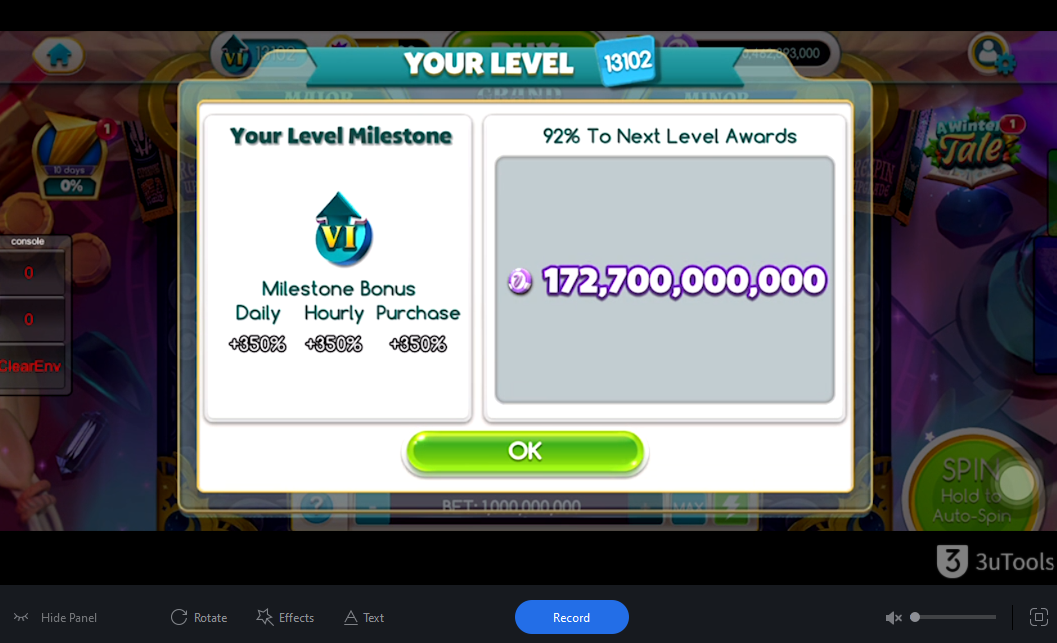 YOUR LEVEL 13102
VI 13102
,482,893,000
MAJOR
GRAND
MINOR
Your Level Milestone
VI
Milestone Bonus
Daily Hourly Purchase
+350% +350% +350%
92% To Next Level Awards
172,700,000,000
OK
1
10 days
0%
A Winter
Tale
1
console
0
0
ClearEnv
BET: 1,000,000,000
MAX
?
SPIN
Hold to
Auto-Spin
3 3uTools
Hide Panel
Rotate
Effects
Text
Record